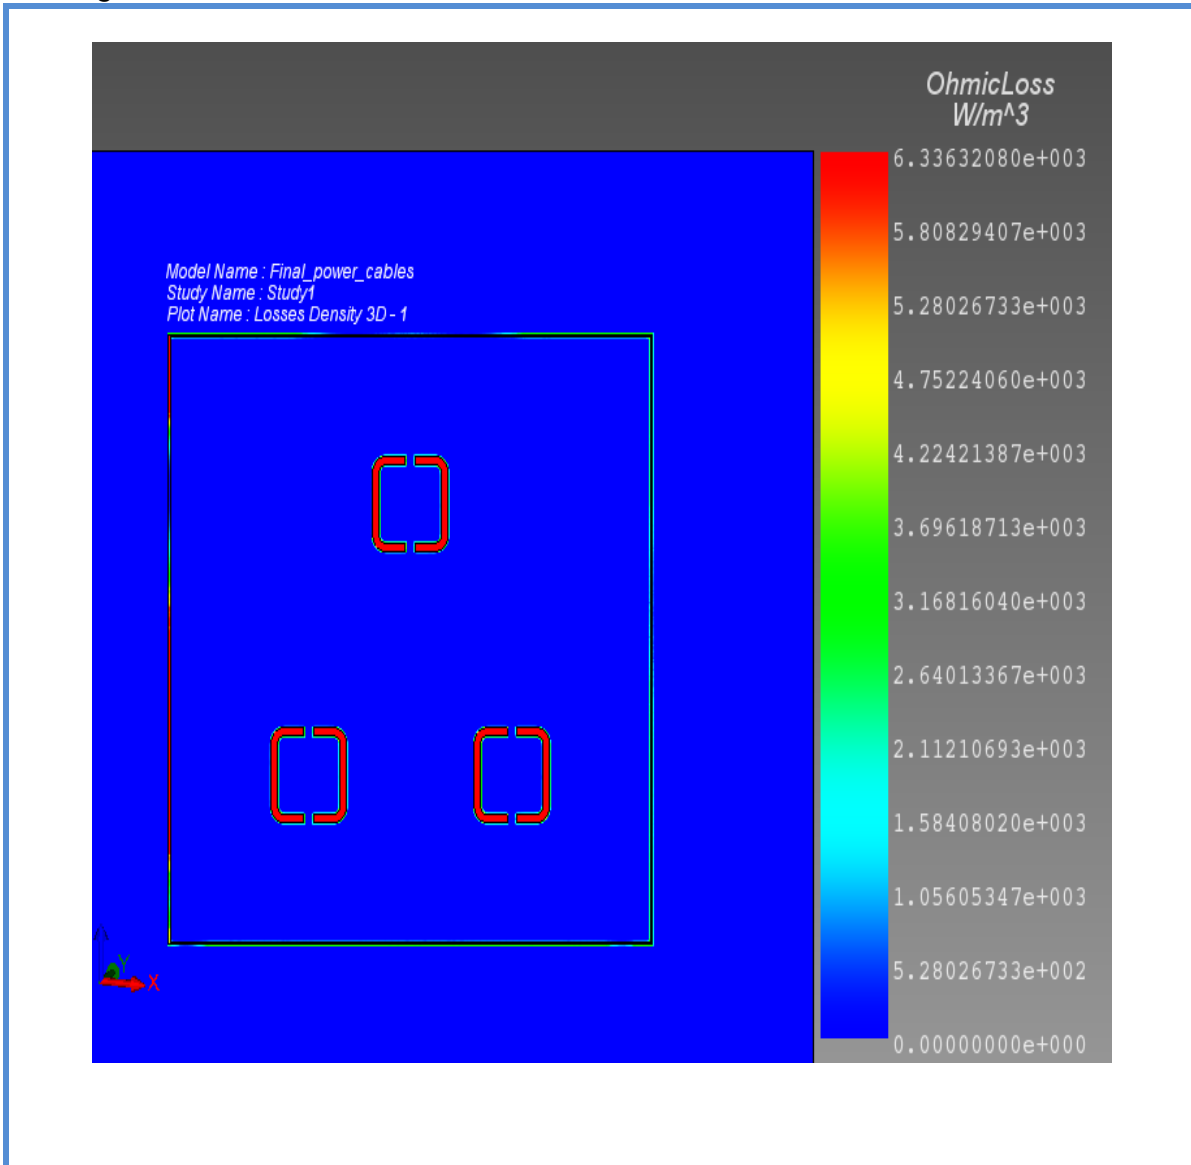 OhmicLoss
W/m^3
6.33632080e+003
5.80829407e+003
5.28026733e+003
4.75224060e+003
4.22421387e+003
3.69618713e+003
3.16816040e+003
2.64013367e+003
2.11210693e+003
1.58408020e+003
1.05605347e+003
5.28026733e+002
0.00000000e+000
Model Name : Final_power_cables
Study Name : Study1
Plot Name : Losses Density 3D - 1
Y
X